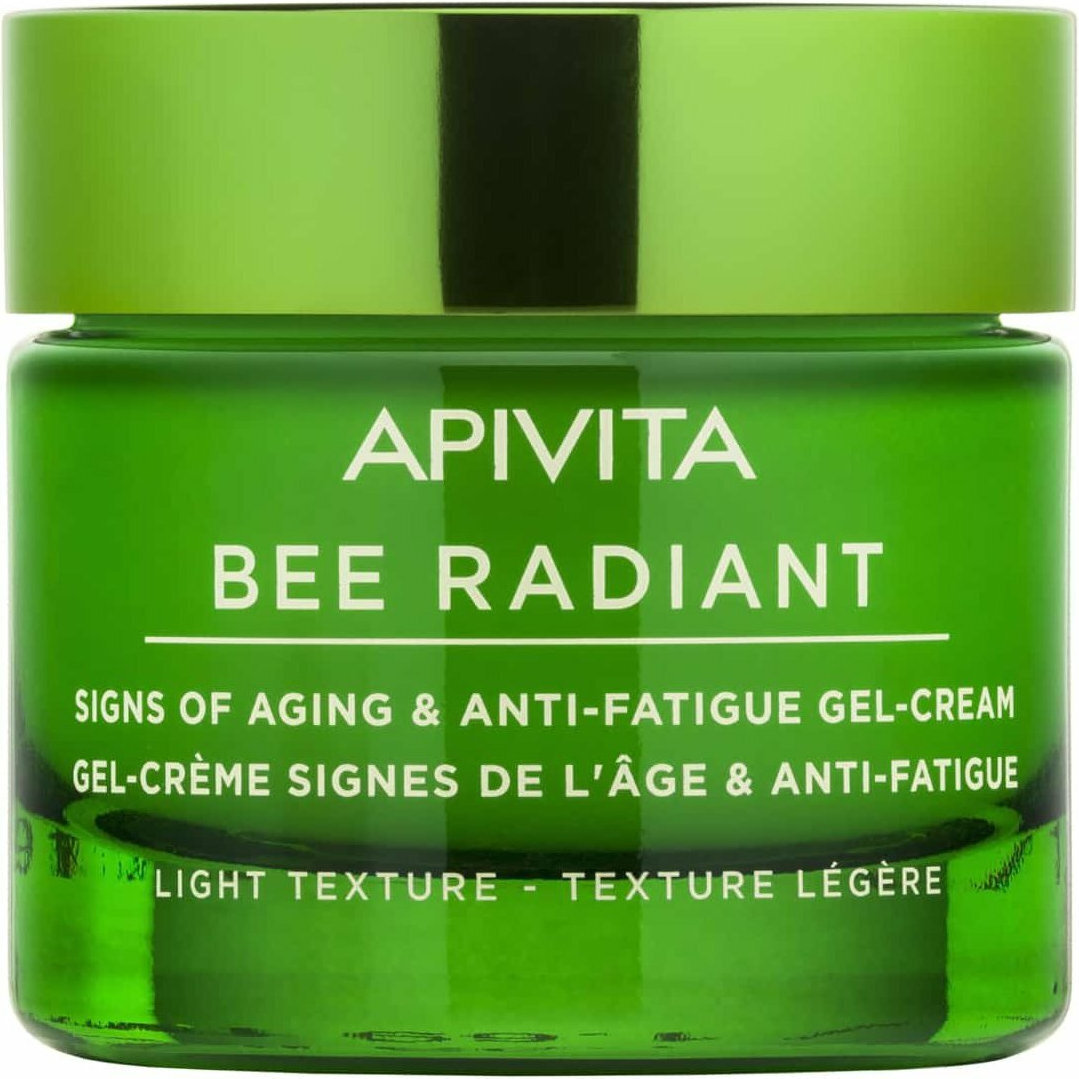 APIVITA
BEE RADIANT
SIGNS OF AGING & ANTI-FATIGUE GEL-CREAM
GEL-CRÈME SIGNES DE L'ÂGE & ANTI-FATIGUE
LIGHT TEXTURE - TEXTURE LÉGÈRE